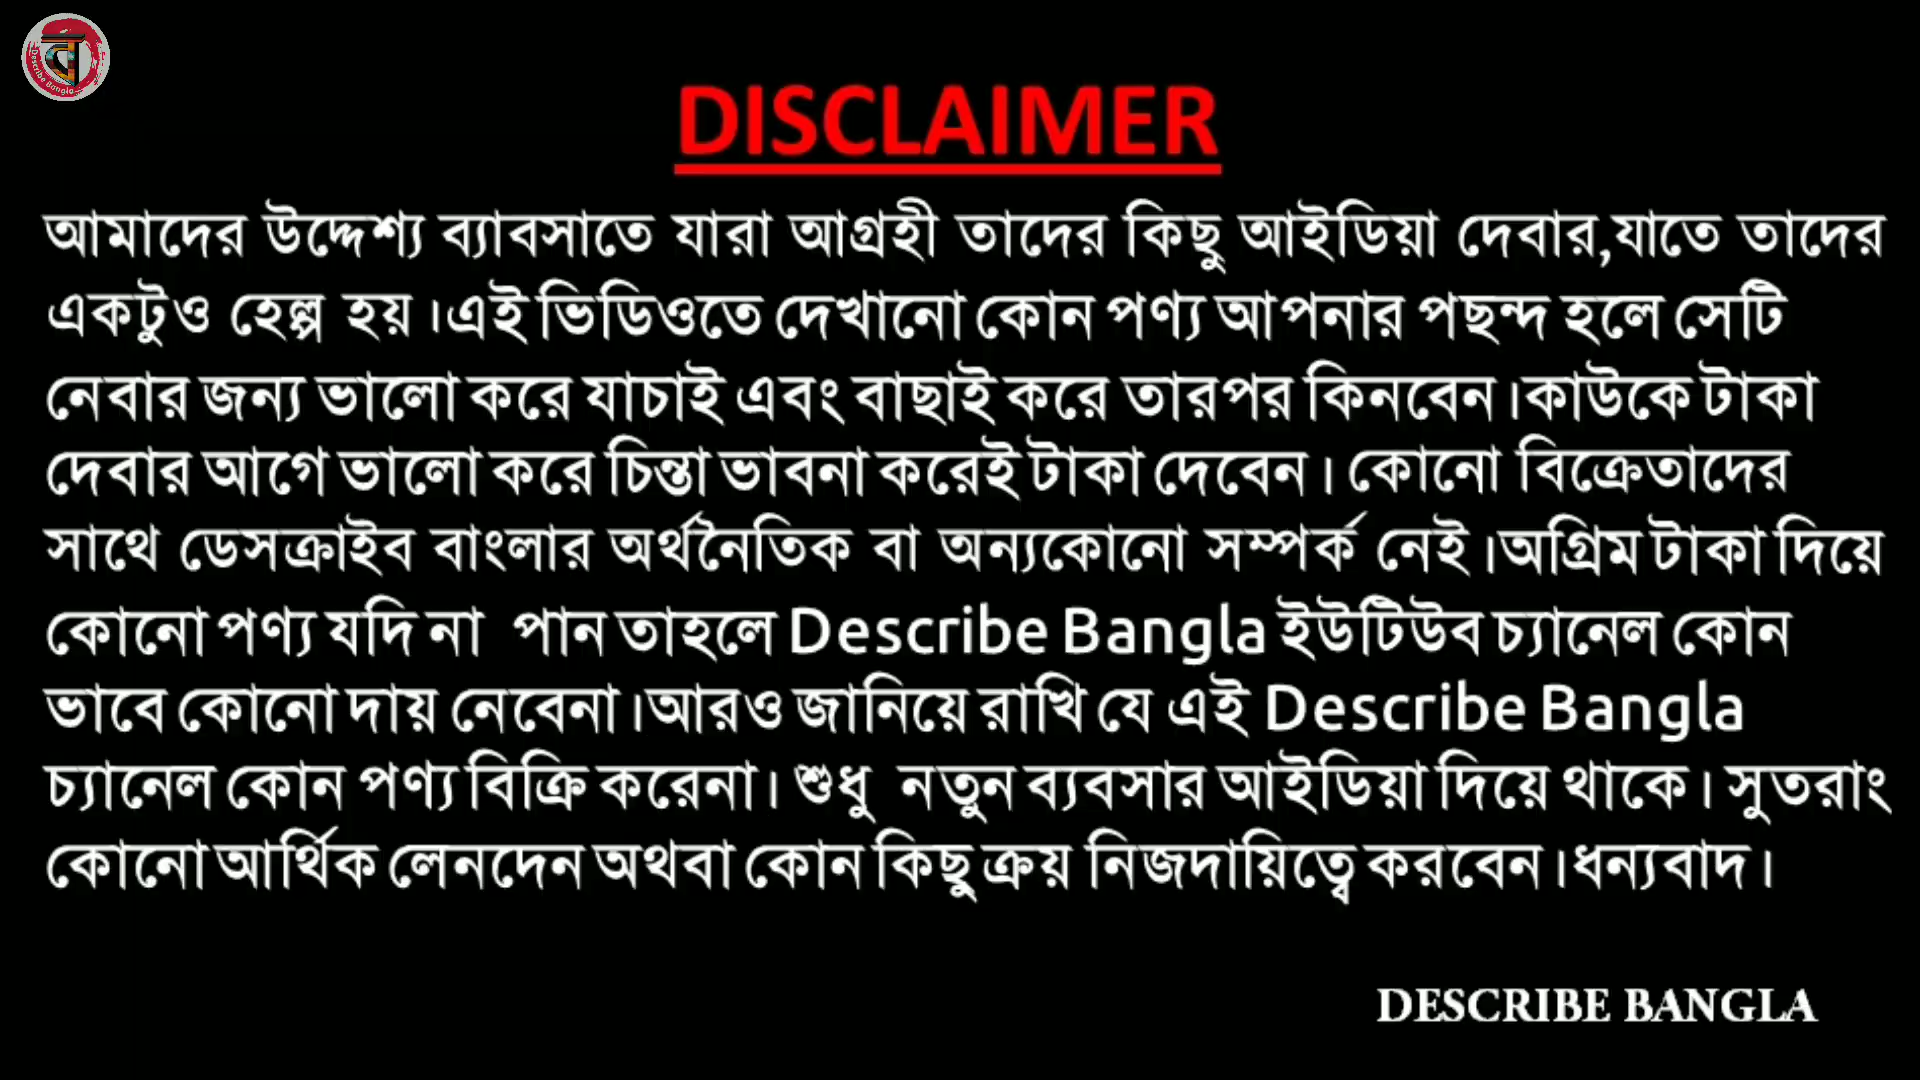 ব
Describe Bangla
DISCLAIMER
আমাদের উদ্দেশ্য ব্যাবসাতে যারা আগ্রহী তাদের কিছু আইডিয়া দেবার,যাতে তাদের
একটুও হেল্প হয় ।এই ভিডিওতে দেখানো কোন পণ্য আপনার পছন্দ হলে সেটি
নেবার জন্য ভালো করে যাচাই এবং বাছাই করে তারপর কিনবেন ।কাউকে টাকা
দেবার আগে ভালো করে চিন্তা ভাবনা করেই টাকা দেবেন । কোনো বিক্রেতাদের
সাথে ডেসক্রাইব বাংলার অর্থনৈতিক বা অন্যকোনো সম্পর্ক নেই ।অগ্রিম টাকা দিয়ে
কোনো পণ্য যদি না পান তাহলে Describe Bangla ইউটিউব চ্যানেল কোন
ভাবে কোনো দায় নেবেনা ।আরও জানিয়ে রাখি যে এই Describe Bangla
চ্যানেল কোন পণ্য বিক্রি করেনা । শুধু নতুন ব্যবসার আইডিয়া দিয়ে থাকে । সুতরাং
কোনো আর্থিক লেনদেন অথবা কোন কিছু ক্রয় নিজদায়িত্বে করবেন ।ধন্যবাদ ।
DESCRIBE BANGLA